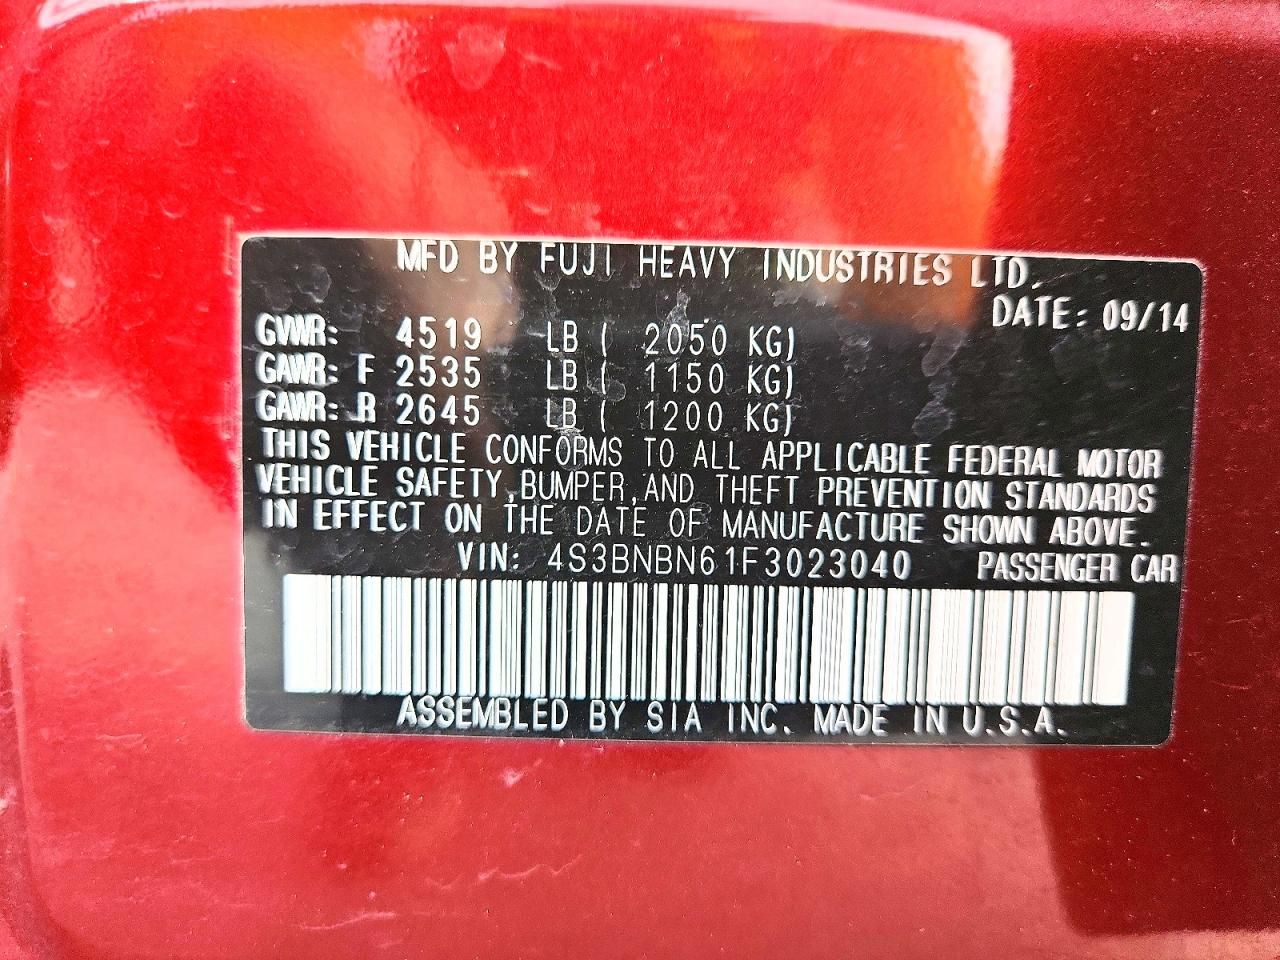 MFD BY FUJI HEAVY INDUSTRIES LTD.
DATE: 09/14
GVWR: 4519 LB ( 2050 KG)
GAWR: F 2535 LB ( 1150 KG)
GAWR: R 2645 LB ( 1200 KG)
THIS VEHICLE CONFORMS TO ALL APPLICABLE FEDERAL MOTOR
VEHICLE SAFETY, BUMPER, AND THEFT PREVENTION STANDARDS
IN EFFECT ON THE DATE OF MANUFACTURE SHOWN ABOVE.
VIN: 4S3BNBN61F3023040 PASSENGER CAR
ASSEMBLED BY SIA INC. MADE IN U.S.A.